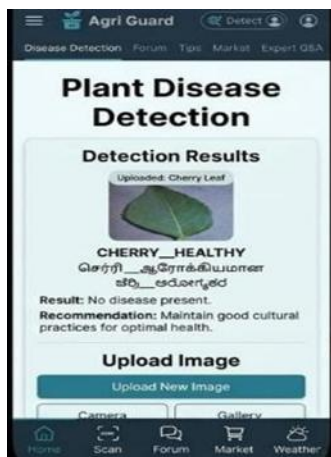 Agri Guard
Detect
Disease Detection Forum Tips Market Expert Q&A
Plant Disease
Detection
Detection Results
Uploaded: Cherry Leaf
CHERRY__HEALTHY
செர்ரி__ஆரோக்கியமான
Result: No disease present.
Recommendation: Maintain good cultural
practices for optimal health.
Upload Image
Upload New Image
Camera Gallery
Home Scan Forum Market Weather